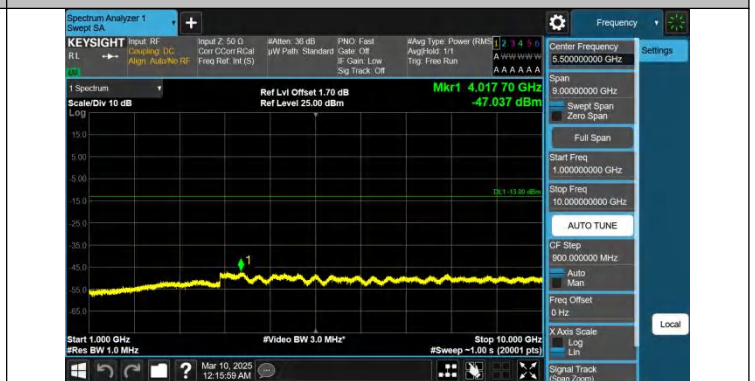 Spectrum Analyzer 1
Swept SA
+
Frequency
KEYSIGHT Input: RF
RL Coupling: DC
Align: Auto/No RF
Input Z: 50 Ω
Corr CCorr RCal
Freq Ref: Int (S)
#Atten: 36 dB
µW Path: Standard
PNO: Fast
Gate: Off
IF Gain: Low
Sig Track: Off
#Avg Type: Power (RMS)
Avg|Hold: 1/1
Trig: Free Run
1 2 3 4 5 6
A W W W W W
A A A A A A
1 Spectrum
Scale/Div 10 dB
Log
Ref Lvl Offset 1.70 dB
Ref Level 25.00 dBm
Mkr1 4.017 70 GHz
-47.037 dBm
15.0
5.00
-5.00
-15.0
-25.0
-35.0
-45.0
-55.0
-65.0
DL1 -13.00 dBm
1
Start 1.000 GHz
#Res BW 1.0 MHz
#Video BW 3.0 MHz*
Stop 10.000 GHz
#Sweep ~1.00 s (20001 pts)
?
Mar 10, 2025
12:15:59 AM
Center Frequency
5.500000000 GHz
Settings
Span
9.00000000 GHz
Swept Span
Zero Span
Full Span
Start Freq
1.000000000 GHz
Stop Freq
10.000000000 GHz
AUTO TUNE
CF Step
900.000000 MHz
Auto
Man
Freq Offset
0 Hz
X Axis Scale
Log
Lin
Local
Signal Track
(Span Zoom)